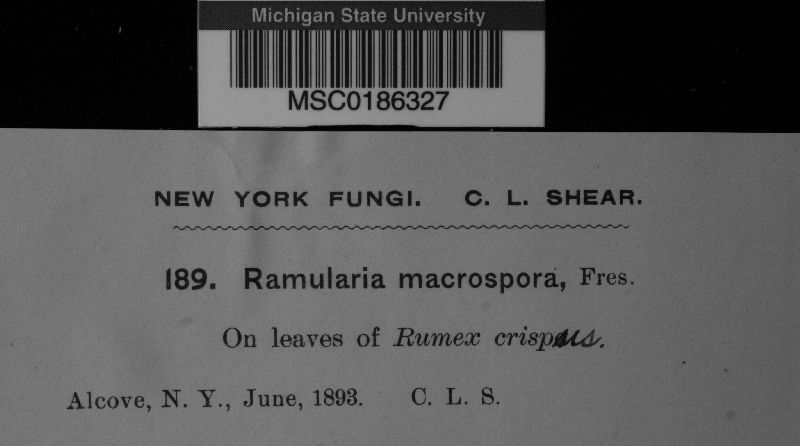 Michigan State University
MSC0186327
NEW YORK FUNGI. C. L. SHEAR.
189. Ramularia macrospora, Fres.
On leaves of Rumex crispus.
Alcove, N. Y., June, 1893. C. L. S.